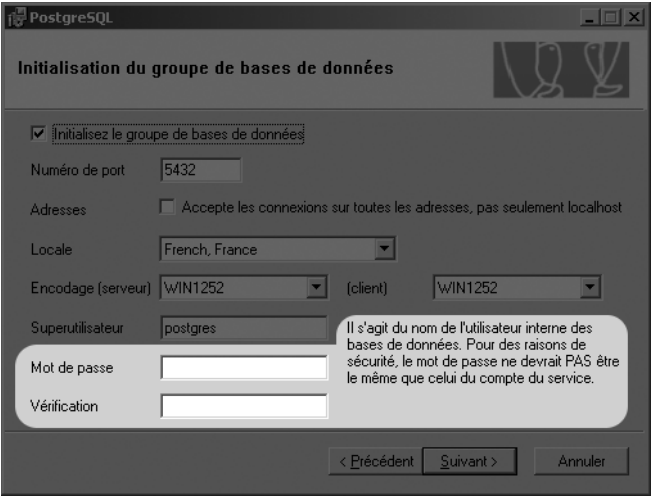 PostgreSQL
Initialisation du groupe de bases de données
Initialisez le groupe de bases de données
Numéro de port 5432
Adresses Accepte les connexions sur toutes les adresses, pas seulement localhost
Locale French, France
Encodage (serveur) WIN1252 (client) WIN1252
Superutilisateur postgres
Il s'agit du nom de l'utilisateur interne des
bases de données. Pour des raisons de
sécurité, le mot de passe ne devrait PAS être
le même que celui du compte du service.
Mot de passe
Vérification
< Précédent Suivant > Annuler